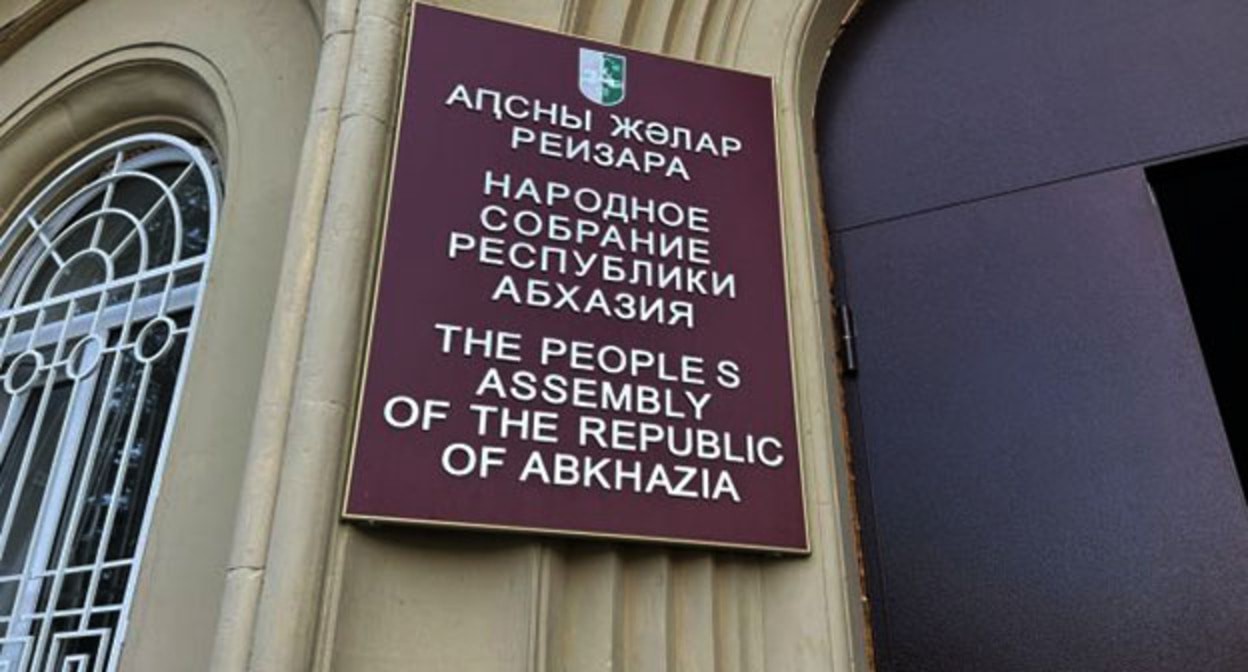 АԤСНЫ ЖӘЛАР
РЕИЗАРА
НАРОДНОЕ
СОБРАНИЕ
РЕСПУБЛИКИ
АБХАЗИЯ
THE PEOPLE S
ASSEMBLY
OF THE REPUBLIC
OF ABKHAZIA